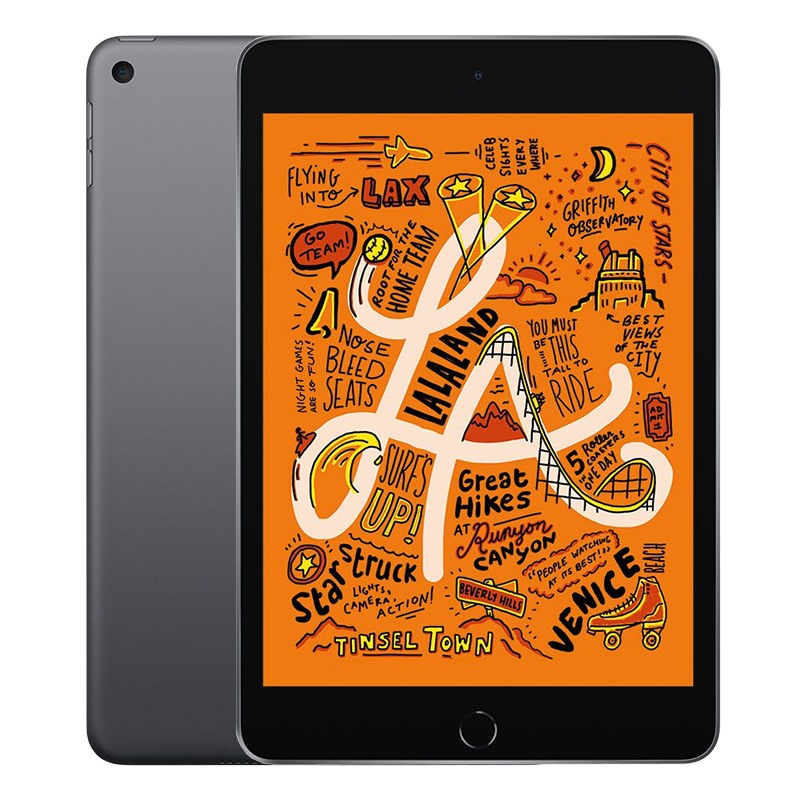 FLYING
INTO
LAX
CELEB
SIGHTS
EVERY
WHERE
CITY OF STARS
GRIFFITH
OBSERVATORY
GO
TEAM!
ROOT FOR THE
HOME TEAM
BEST
VIEWS
OF THE
CITY
LA
LALALAND
YOU MUST
BE THIS
TALL TO
RIDE
NIGHT GAMES
ARE SO FUN!
NOSE
BLEED
SEATS
ADMIT
1
5 ROLLER
COASTERS
IN ONE DAY
SURF'S
UP!
GREAT
HIKES
AT
Runyon
CANYON
"PEOPLE WATCHING
AT ITS BEST!"
VENICE
BEACH
STARSTRUCK
LIGHTS,
CAMERA,
ACTION!
BEVERLY HILLS
TINSEL TOWN